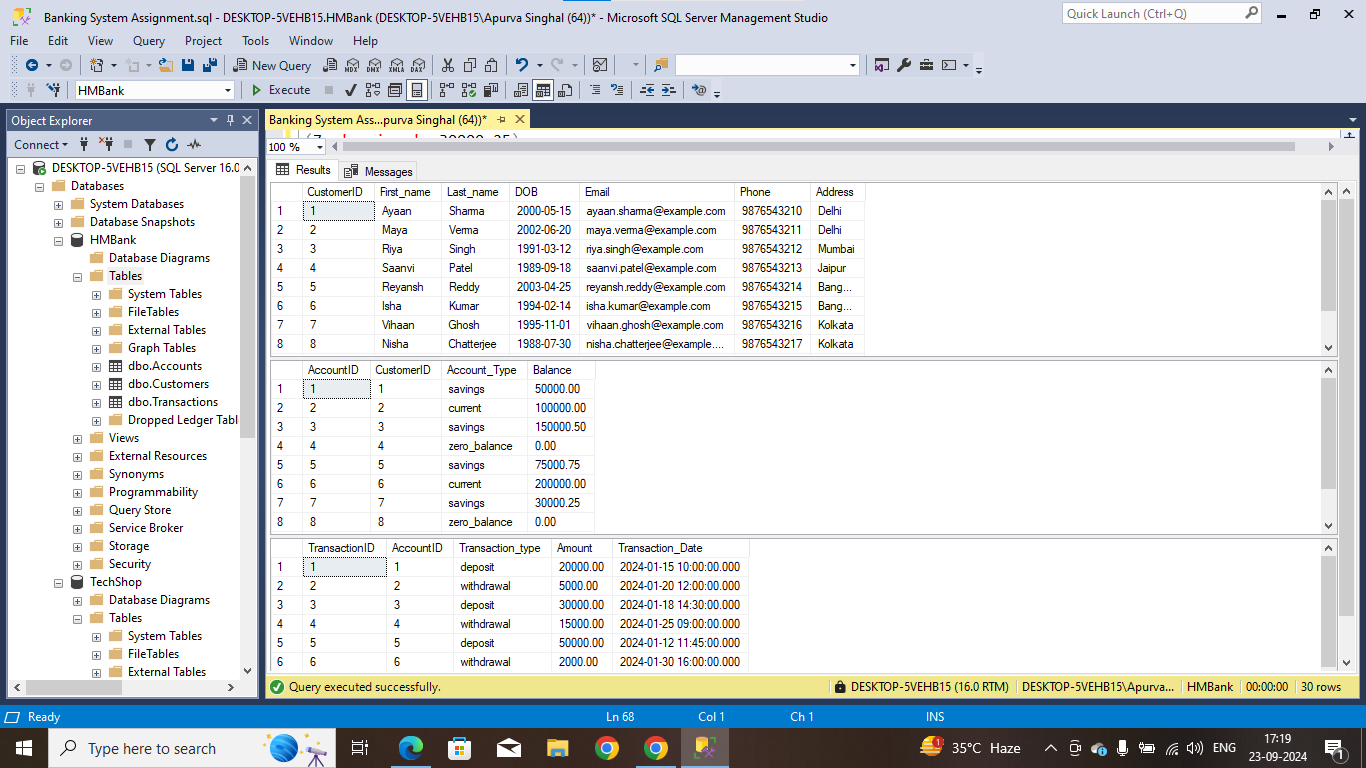 Banking System Assignment.sql - DESKTOP-5VEHB15.HMBank (DESKTOP-5VEHB15\Apurva Singhal (64))* - Microsoft SQL Server Management Studio
Quick Launch (Ctrl+Q)
File Edit View Query Project Tools Window Help
New Query MDX DMX XMLA DAX
HMBank Execute
Object Explorer
Banking System Ass...purva Singhal (64))*
Connect
100 %
DESKTOP-5VEHB15 (SQL Server 16.0
Databases
System Databases
Database Snapshots
HMBank
Database Diagrams
Tables
System Tables
FileTables
External Tables
Graph Tables
dbo.Accounts
dbo.Customers
dbo.Transactions
Dropped Ledger Tabl
Views
External Resources
Synonyms
Programmability
Query Store
Service Broker
Storage
Security
TechShop
Database Diagrams
Tables
System Tables
FileTables
External Tables
Results Messages
CustomerID First_name Last_name DOB Email Phone Address
1 1 Ayaan Sharma 2000-05-15 ayaan.sharma@example.com 9876543210 Delhi
2 2 Maya Verma 2002-06-20 maya.verma@example.com 9876543211 Delhi
3 3 Riya Singh 1991-03-12 riya.singh@example.com 9876543212 Mumbai
4 4 Saanvi Patel 1989-09-18 saanvi.patel@example.com 9876543213 Jaipur
5 5 Reyansh Reddy 2003-04-25 reyansh.reddy@example.com 9876543214 Bang...
6 6 Isha Kumar 1994-02-14 isha.kumar@example.com 9876543215 Bang...
7 7 Vihaan Ghosh 1995-11-01 vihaan.ghosh@example.com 9876543216 Kolkata
8 8 Nisha Chatterjee 1988-07-30 nisha.chatterjee@example.... 9876543217 Kolkata
AccountID CustomerID Account_Type Balance
1 1 1 savings 50000.00
2 2 2 current 100000.00
3 3 3 savings 150000.50
4 4 4 zero_balance 0.00
5 5 5 savings 75000.75
6 6 6 current 200000.00
7 7 7 savings 30000.25
8 8 8 zero_balance 0.00
TransactionID AccountID Transaction_type Amount Transaction_Date
1 1 1 deposit 20000.00 2024-01-15 10:00:00.000
2 2 2 withdrawal 5000.00 2024-01-20 12:00:00.000
3 3 3 deposit 30000.00 2024-01-18 14:30:00.000
4 4 4 withdrawal 15000.00 2024-01-25 09:00:00.000
5 5 5 deposit 50000.00 2024-01-12 11:45:00.000
6 6 6 withdrawal 2000.00 2024-01-30 16:00:00.000
Query executed successfully. DESKTOP-5VEHB15 (16.0 RTM) DESKTOP-5VEHB15\Apurva... HMBank 00:00:00 30 rows
Ready Ln 68 Col 1 Ch 1 INS
Type here to search 1 35°C Haze ENG 17:19
23-09-2024 1